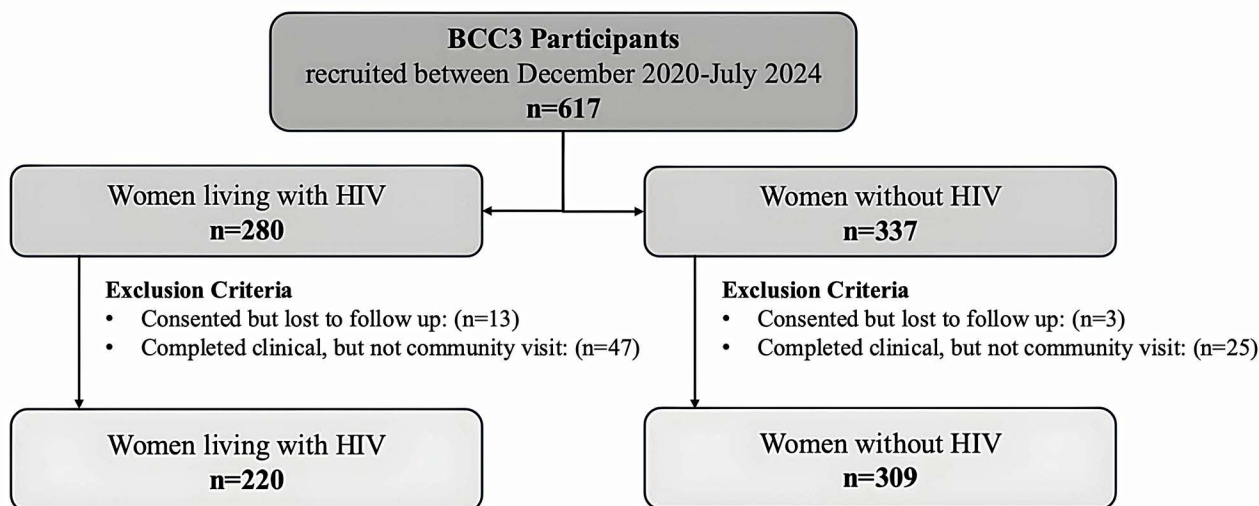 BCC3 Participants
recruited between December 2020-July 2024
n=617
Women living with HIV
n=280
Women without HIV
n=337
Exclusion Criteria
• Consented but lost to follow up: (n=13)
• Completed clinical, but not community visit: (n=47)
Exclusion Criteria
• Consented but lost to follow up: (n=3)
• Completed clinical, but not community visit: (n=25)
Women living with HIV
n=220
Women without HIV
n=309